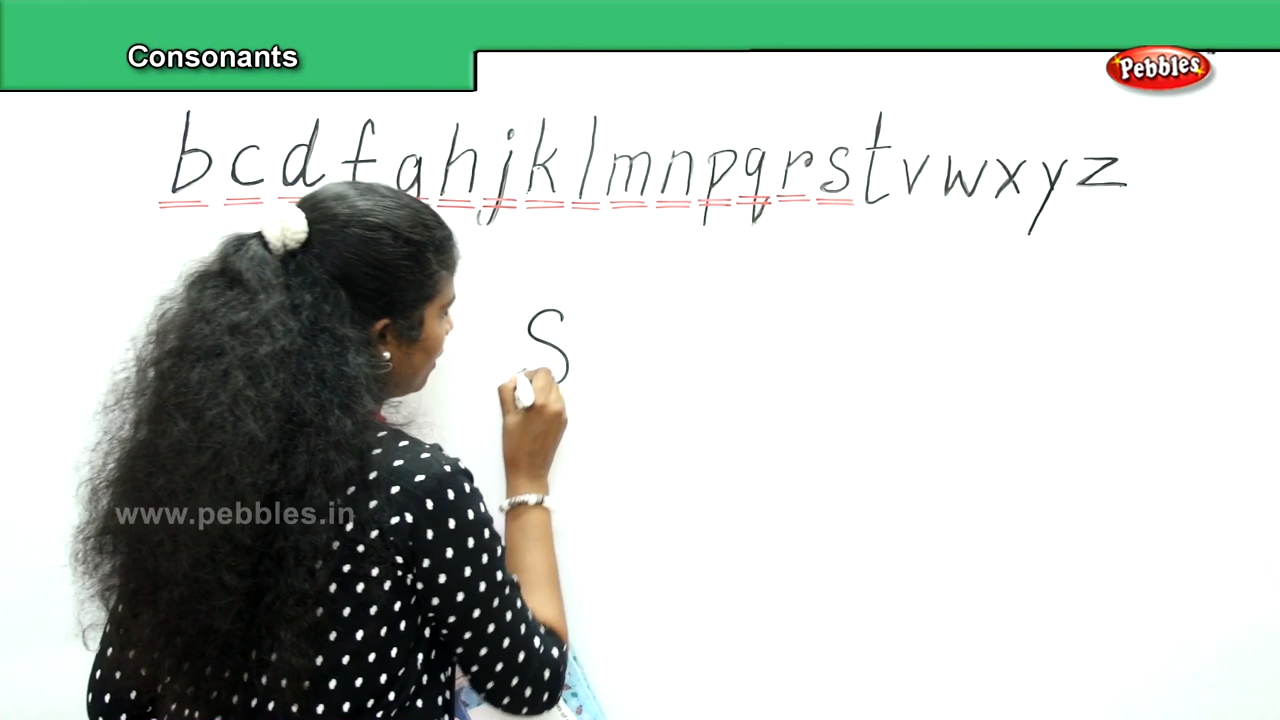 Consonants
Pebbles
b c d f g h j k l m n p q r s t v w x y z
S
www.pebbles.in